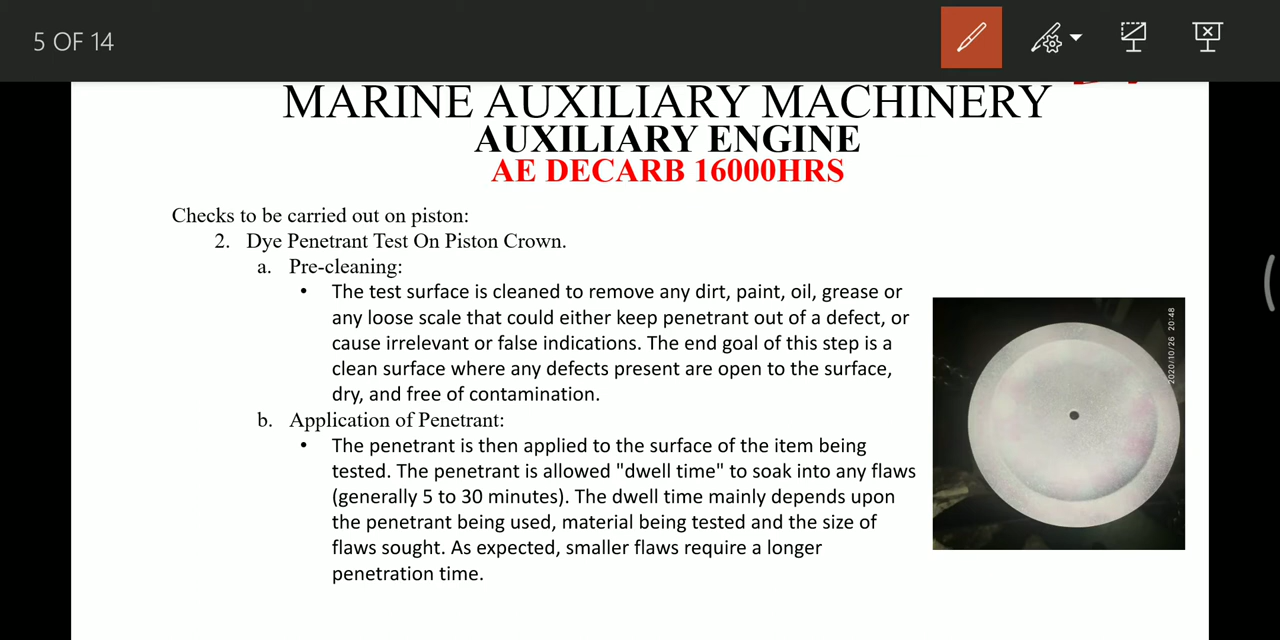 5 OF 14
MARINE AUXILIARY MACHINERY
AUXILIARY ENGINE
AE DECARB 16000HRS
Checks to be carried out on piston:
2. Dye Penetrant Test On Piston Crown.
a. Pre-cleaning:
• The test surface is cleaned to remove any dirt, paint, oil, grease or
any loose scale that could either keep penetrant out of a defect, or
cause irrelevant or false indications. The end goal of this step is a
clean surface where any defects present are open to the surface,
dry, and free of contamination.
b. Application of Penetrant:
• The penetrant is then applied to the surface of the item being
tested. The penetrant is allowed "dwell time" to soak into any flaws
(generally 5 to 30 minutes). The dwell time mainly depends upon
the penetrant being used, material being tested and the size of
flaws sought. As expected, smaller flaws require a longer
penetration time.
2020/10/26 20:48